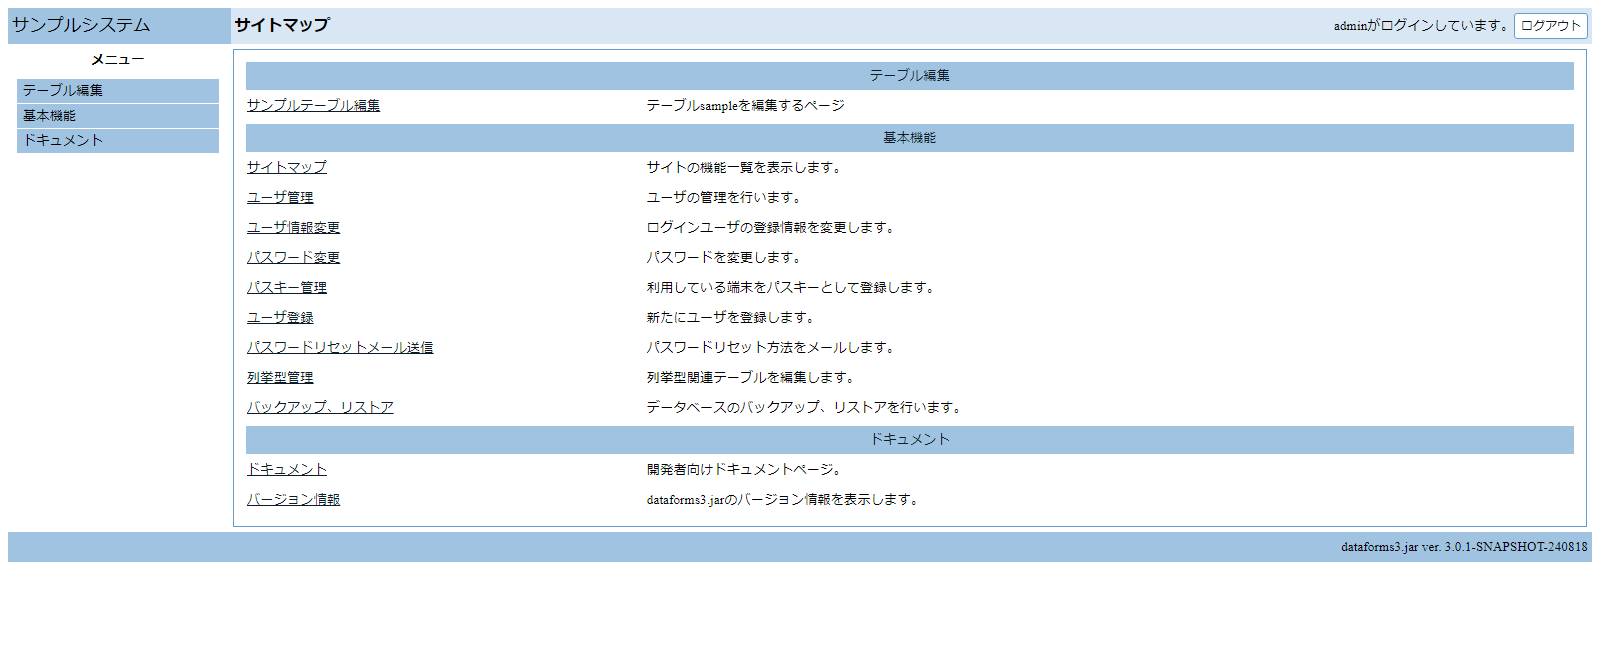 サンプルシステム
サイトマップ
adminがログインしています。 ログアウト
メニュー
テーブル編集
基本機能
ドキュメント
テーブル編集
サンプルテーブル編集 テーブルsampleを編集するページ
基本機能
サイトマップ サイトの機能一覧を表示します。
ユーザ管理 ユーザの管理を行います。
ユーザ情報変更 ログインユーザの登録情報を変更します。
パスワード変更 パスワードを変更します。
パスキー管理 利用している端末をパスキーとして登録します。
ユーザ登録 新たにユーザを登録します。
パスワードリセットメール送信 パスワードリセット方法をメールします。
列挙型管理 列挙型関連テーブルを編集します。
バックアップ、リストア データベースのバックアップ、リストアを行います。
ドキュメント
ドキュメント 開発者向けドキュメントページ。
バージョン情報 dataforms3.jarのバージョン情報を表示します。
dataforms3.jar ver. 3.0.1-SNAPSHOT-240818